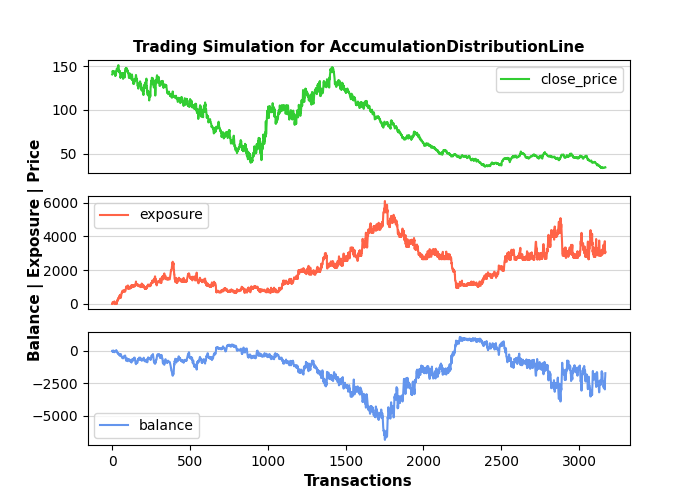 Trading Simulation for AccumulationDistributionLine
150
100
50
close_price
6000
4000
2000
0
exposure
0
−2500
−5000
balance
0
500
1000
1500
2000
2500
3000
Transactions
Balance | Exposure | Price